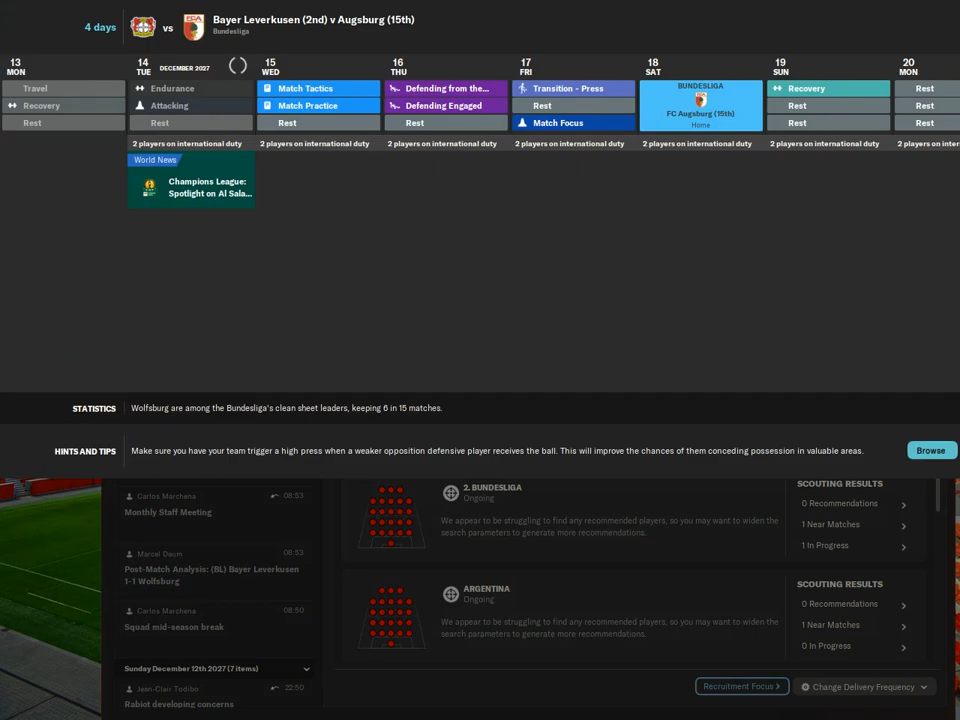 4 days
vs
Bayer Leverkusen (2nd) v Augsburg (15th)
Bundesliga
13
MON
14
TUE
DECEMBER 2027
15
WED
16
THU
17
FRI
18
SAT
19
SUN
20
MON
Travel
Endurance
Match Tactics
Defending from the...
Transition - Press
BUNDESLIGA
Recovery
Rest
Recovery
Attacking
Match Practice
Defending Engaged
Rest
FC Augsburg (15th)
Rest
Rest
Rest
Rest
Rest
Rest
Match Focus
Home
Rest
Rest
2 players on international duty
2 players on international duty
2 players on international duty
2 players on international duty
2 players on international duty
2 players on international duty
2 players on intern
World News
Champions League:
Spotlight on Al Sala...
STATISTICS
Wolfsburg are among the Bundesliga's clean sheet leaders, keeping 6 in 15 matches.
HINTS AND TIPS
Make sure you have your team trigger a high press when a weaker opposition defensive player receives the ball. This will improve the chances of them conceding possession in valuable areas.
Browse
Carlos Marchena
08:53
Monthly Staff Meeting
Marcel Daum
08:53
Post-Match Analysis: (BL) Bayer Leverkusen
1-1 Wolfsburg
Carlos Marchena
08:50
Squad mid-season break
Sunday December 12th 2027 (7 items)
Jean-Clair Todibo
22:50
Rabiot developing concerns
2. BUNDESLIGA
Ongoing
We appear to be struggling to find any recommended players, so you may want to widen the
search parameters to generate more recommendations.
SCOUTING RESULTS
0 Recommendations
1 Near Matches
1 In Progress
ARGENTINA
Ongoing
We appear to be struggling to find any recommended players, so you may want to widen the
search parameters to generate more recommendations.
SCOUTING RESULTS
0 Recommendations
1 Near Matches
0 In Progress
Recruitment Focus
Change Delivery Frequency